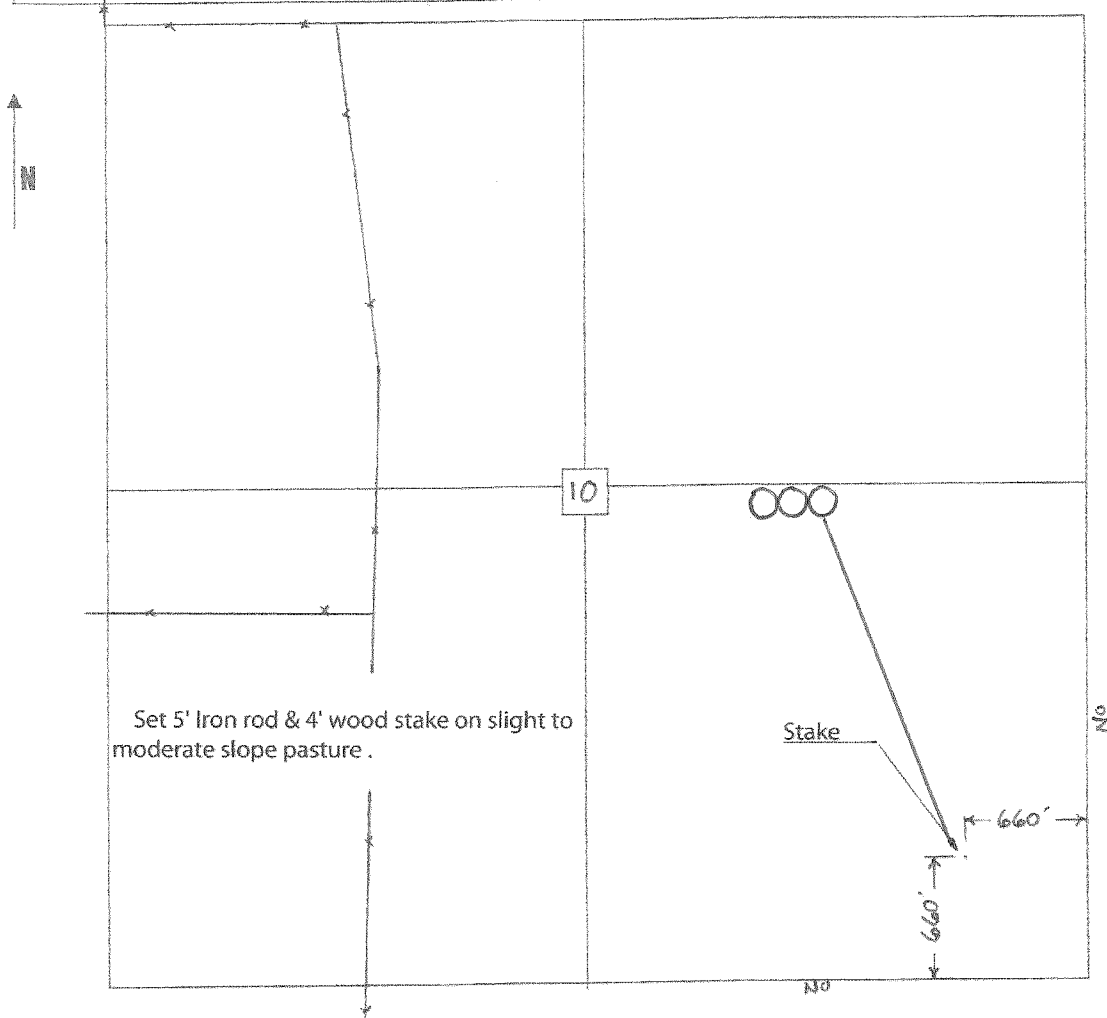 N
10
Set 5' Iron rod & 4' wood stake on slight to
moderate slope pasture .
Stake
No
660'
660'
No